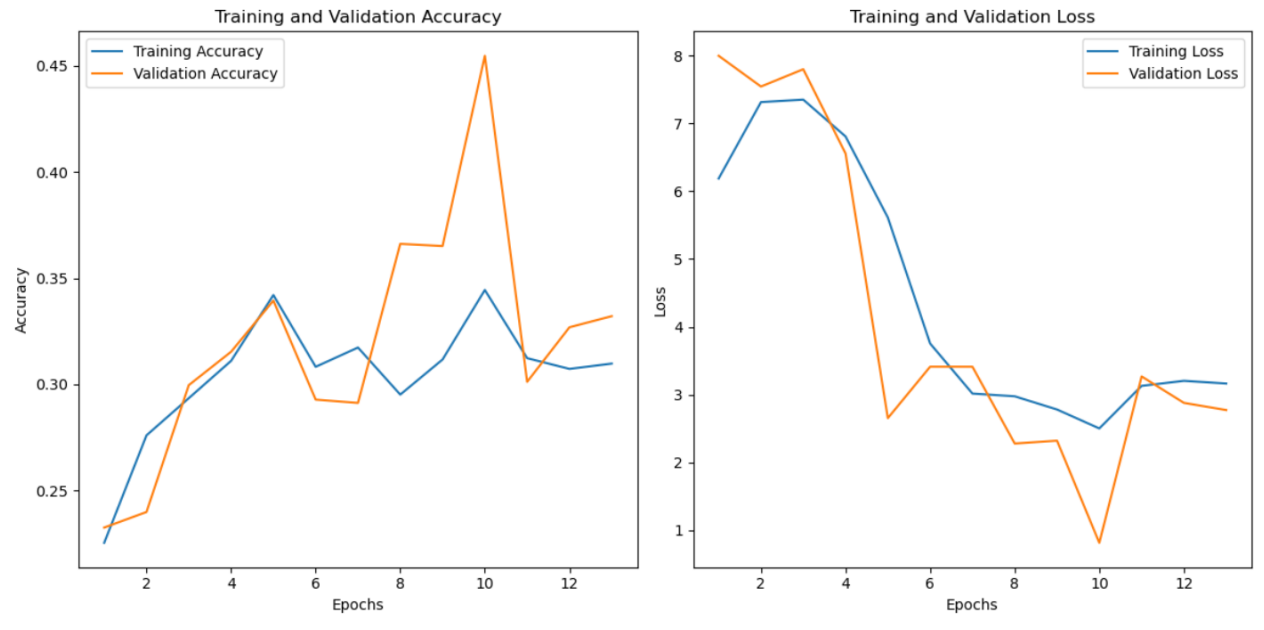 Training and Validation Accuracy
Training Accuracy
Validation Accuracy
0.45
0.40
0.35
0.30
0.25
Accuracy
2 4 6 8 10 12
Epochs
Training and Validation Loss
Training Loss
Validation Loss
8
7
6
5
4
3
2
1
Loss
2 4 6 8 10 12
Epochs